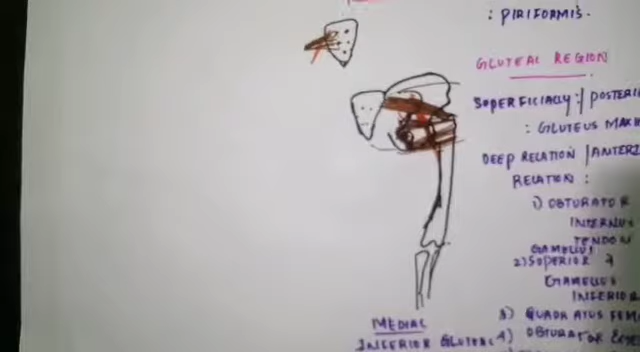 : PIRIFORMIS.
GLUTEAL REGION
SUPERFICIALLY:/POSTERI
: GLUTEUS MAX
DEEP RELATION/ANTERI
RELATION :
1) OBTURATOR
INTERNUS
TENDON
2) SUPERIOR &
GAMELLUS
GAMELLUS
INFERIOR
3) QUADRATUS FEM
MEDIAL
INFERIOR GLUTEAL
4) OBTURATOR EXTE